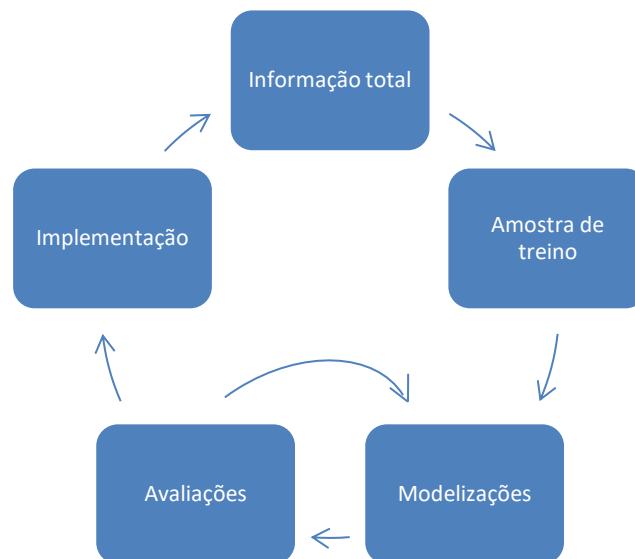 Informação total
Implementação
Amostra de
treino
Avaliações
Modelizações